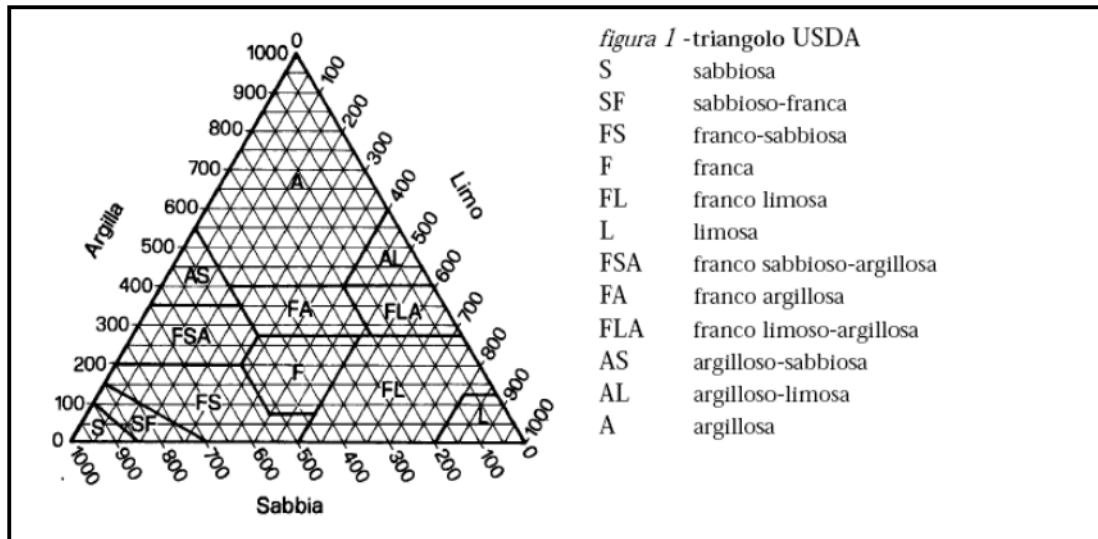 figura 1 -triangolo USDA
S sabbiosa
SF sabbioso-franca
FS franco-sabbiosa
F franca
FL franco limosa
L limosa
FSA franco sabbioso-argillosa
FA franco argillosa
FLA franco limoso-argillosa
AS argilloso-sabbiosa
AL argilloso-limosa
A argillosa
Argilla
1000
900
800
700
600
500
400
300
200
100
0
Limo
0
100
200
300
400
500
600
700
800
900
1000
Sabbia
1000
900
800
700
600
500
400
300
200
100
0
A
AS
AL
FA
FLA
FSA
F
FS
FL
L
S
SF